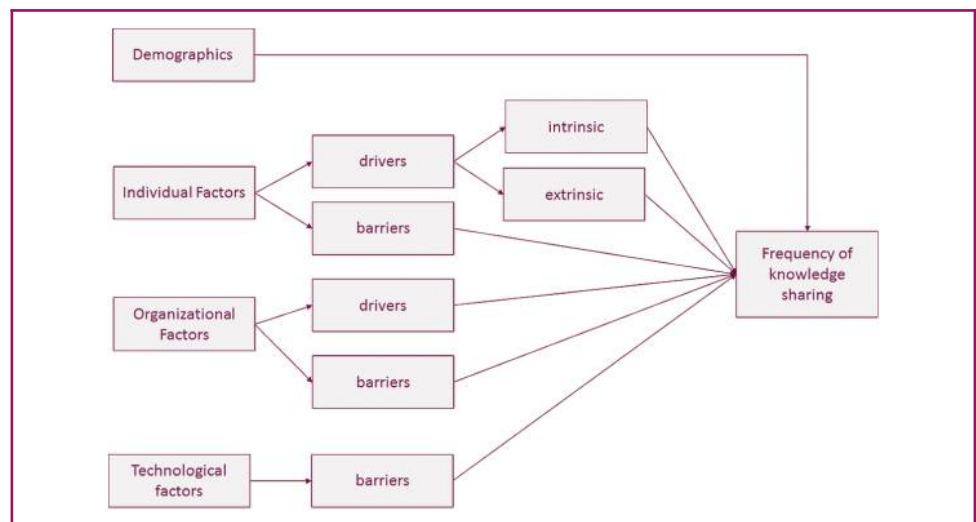 Demographics
intrinsic
drivers
Individual Factors
extrinsic
barriers
Frequency of
knowledge
sharing
drivers
Organizational
Factors
barriers
Technological
factors
barriers